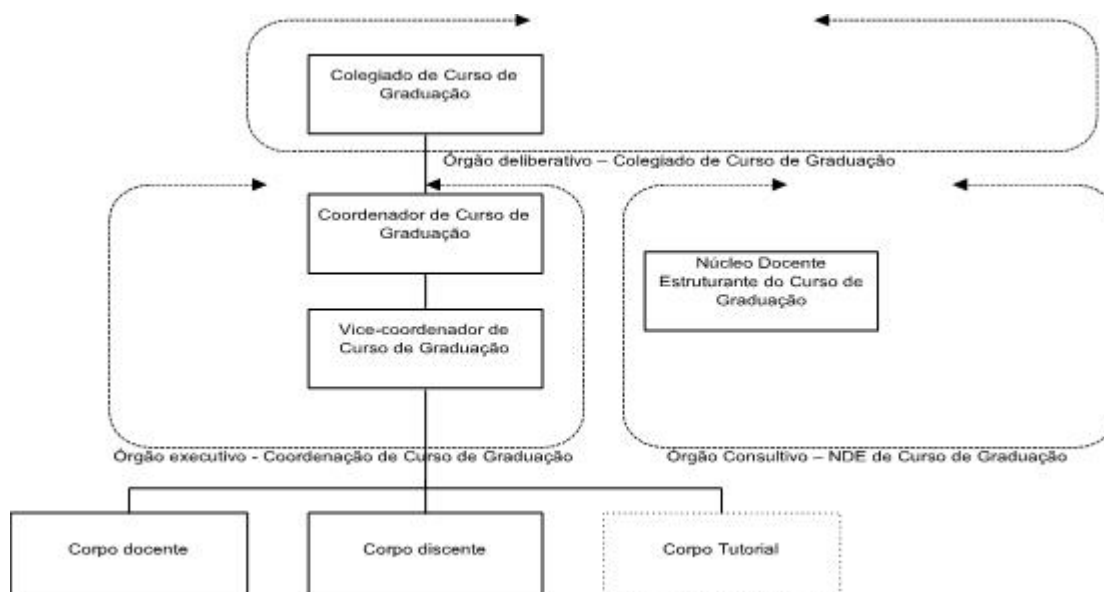 Colegiado de Curso de
Graduação
Órgão deliberativo – Colegiado de Curso de Graduação
Coordenador de Curso de
Graduação
Vice-coordenador de
Curso de Graduação
Órgão executivo - Coordenação de Curso de Graduação
Núcleo Docente
Estruturante do Curso de
Graduação
Órgão Consultivo – NDE de Curso de Graduação
Corpo docente
Corpo discente
Corpo Tutorial